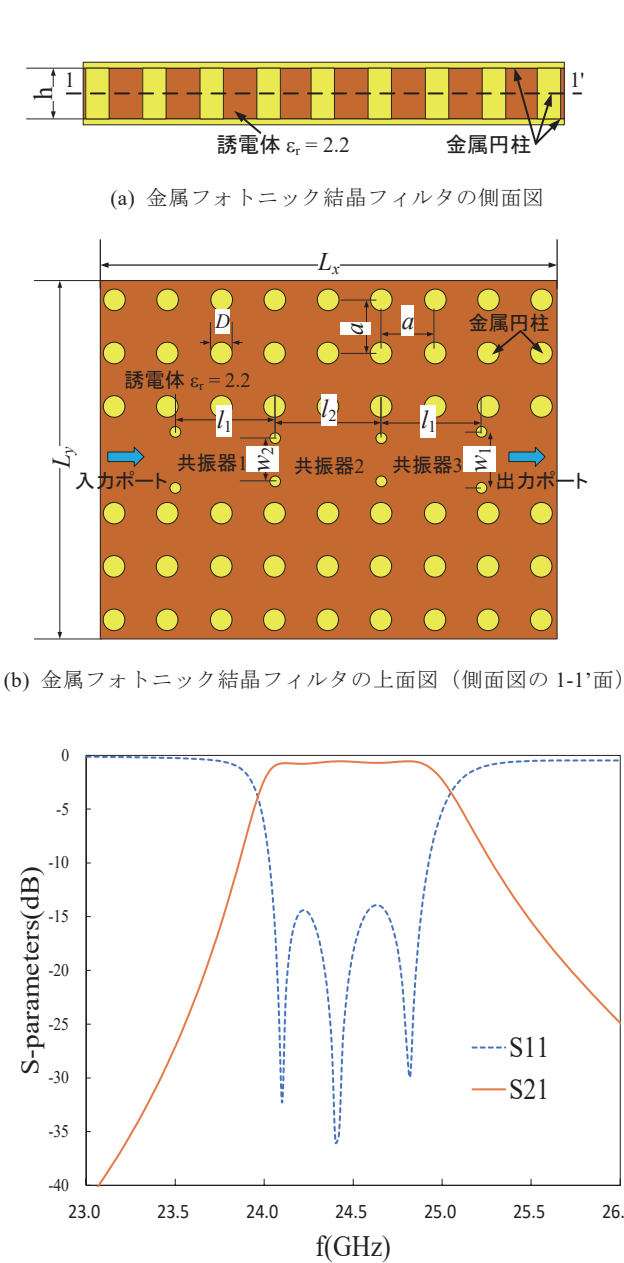 h
1
1'
誘電体 εr = 2.2
金属円柱
(a) 金属フォトニック結晶フィルタの側面図
Lx
D
a
a
金属円柱
誘電体 εr = 2.2
l1
l2
l1
Ly
共振器1
w2
共振器2
共振器3
w1
入力ポート
出力ポート
(b) 金属フォトニック結晶フィルタの上面図（側面図の 1-1’面）
0
-5
-10
-15
-20
-25
-30
-35
-40
S-parameters(dB)
S11
S21
23.0 23.5 24.0 24.5 25.0 25.5 26.
f(GHz)